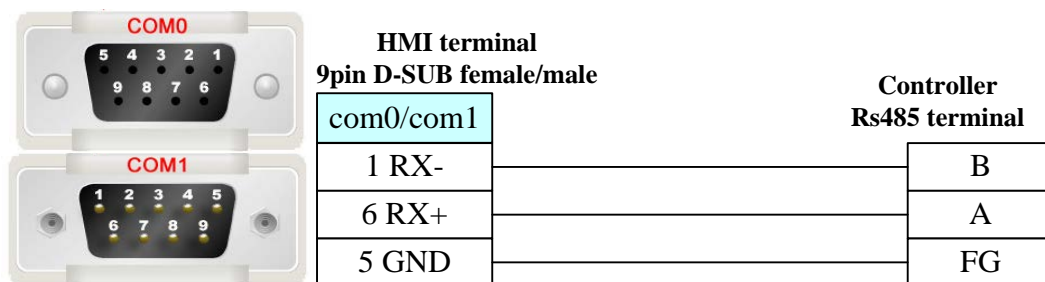 COM0
5 4 3 2 1
9 8 7 6
COM1
1 2 3 4 5
6 7 8 9
HMI terminal
9pin D-SUB female/male
com0/com1
1 RX-
6 RX+
5 GND
Controller
Rs485 terminal
B
A
FG